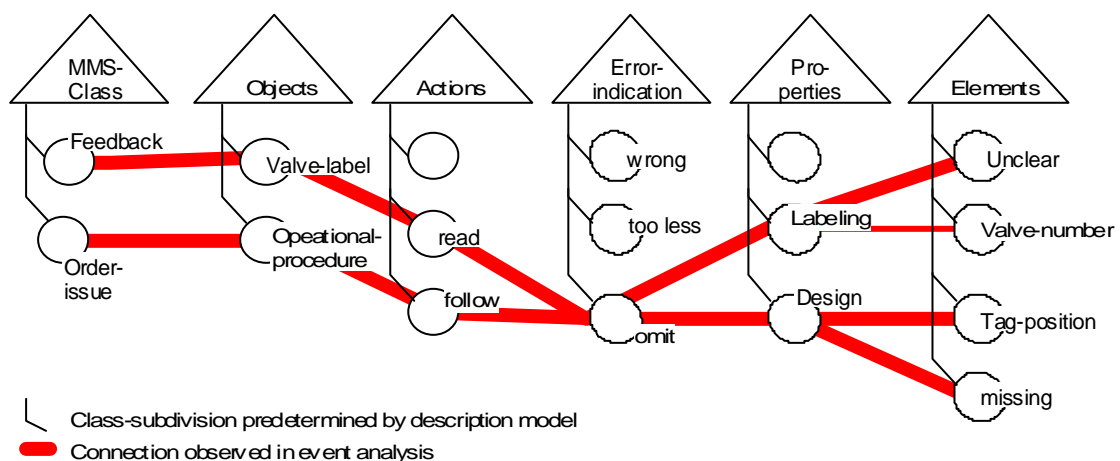 MMS-
Class
Objects
Actions
Error-
indication
Pro-
perties
Elements
Feedback
Valve-label
wrong
Unclear
Order-
issue
Opeational-
procedure
read
too less
Labeling
Valve-number
follow
omit
Design
Tag-position
missing
Class-subdivision predetermined by description model
Connection observed in event analysis